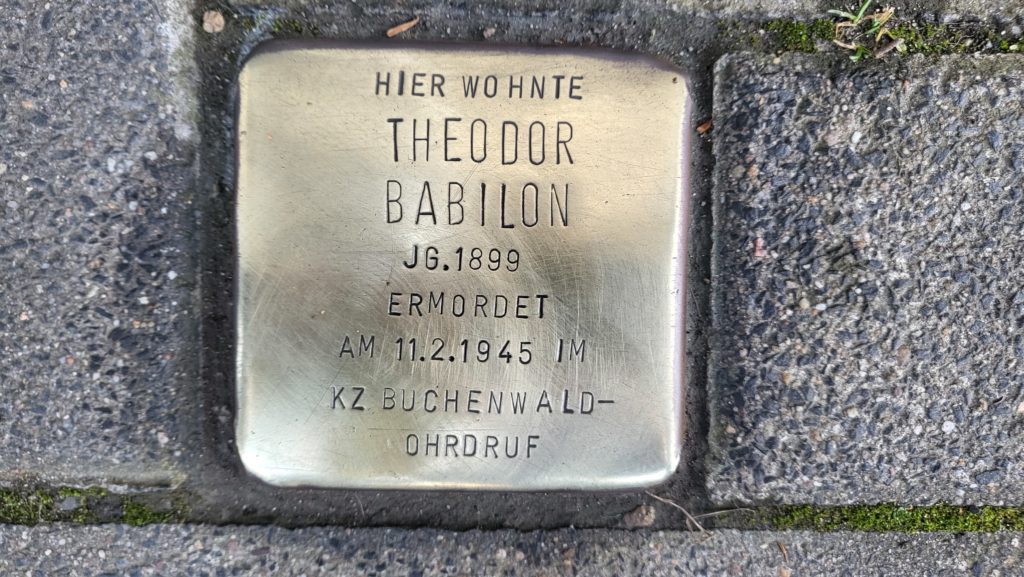 HIER WOHNTE
THEODOR
BABILON
JG.1899
ERMORDET
AM 11.2.1945 IM
KZ BUCHENWALD-
OHRDRUF